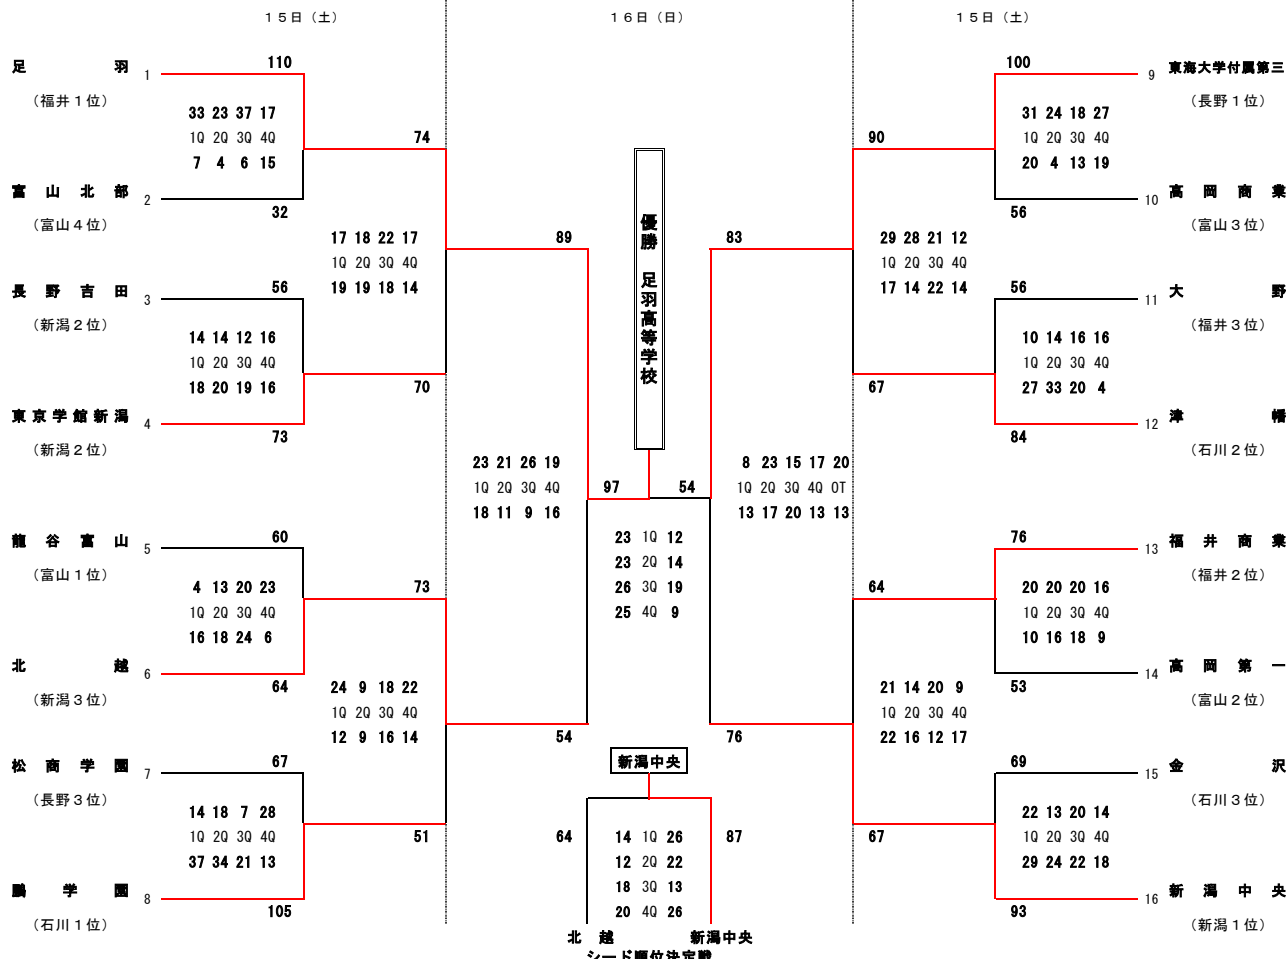 １５日（土）
１６日（日）
１５日（土）
足羽 1
（福井１位）
110
33 23 37 17
1Q 2Q 3Q 4Q
7 4 6 15
富山北部 2
（富山４位）
32
長野吉田 3
（新潟２位）
56
14 14 12 16
1Q 2Q 3Q 4Q
18 20 19 16
東京学館新潟 4
（新潟２位）
73
龍谷富山 5
（富山１位）
60
4 13 20 23
1Q 2Q 3Q 4Q
16 18 24 6
北越 6
（新潟３位）
64
松商学園 7
（長野３位）
67
14 18 7 28
1Q 2Q 3Q 4Q
37 34 21 13
鵬学園 8
（石川１位）
105
74
17 18 22 17
1Q 2Q 3Q 4Q
19 19 18 14
70
73
24 9 18 22
1Q 2Q 3Q 4Q
12 9 16 14
51
89
23 21 26 19
1Q 2Q 3Q 4Q
18 11 9 16
54
優勝 足羽高等学校
97 54
23 1Q 12
23 2Q 14
26 3Q 19
25 4Q 9
新潟中央
64 87
14 1Q 26
12 2Q 22
18 3Q 13
20 4Q 26
北越 新潟中央
シード順位決定戦
83
8 23 15 17 20
1Q 2Q 3Q 4Q OT
13 17 20 13 13
76
90
29 28 21 12
1Q 2Q 3Q 4Q
17 14 22 14
67
64
21 14 20 9
1Q 2Q 3Q 4Q
22 16 12 17
67
100
9 東海大学付属第三
（長野１位）
31 24 18 27
1Q 2Q 3Q 4Q
20 4 13 19
10 高岡商業
（富山３位）
56
56
11 大野
（福井３位）
10 14 16 16
1Q 2Q 3Q 4Q
27 33 20 4
12 津幡
（石川２位）
84
76
13 福井商業
（福井２位）
20 20 20 16
1Q 2Q 3Q 4Q
10 16 18 9
14 高岡第一
（富山２位）
53
69
15 金沢
（石川３位）
22 13 20 14
1Q 2Q 3Q 4Q
29 24 22 18
16 新潟中央
（新潟１位）
93